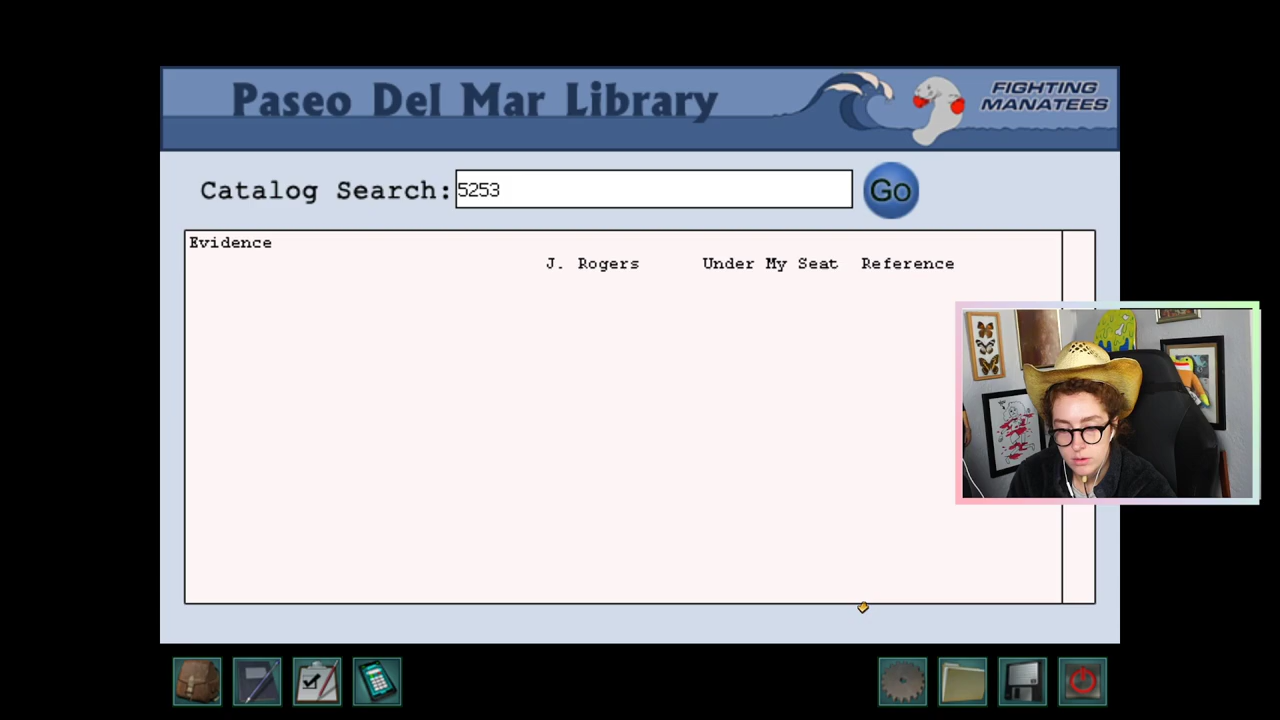 Paseo Del Mar Library
FIGHTING
MANATEES
Catalog Search: 5253
Go
Evidence
J. Rogers Under My Seat Reference